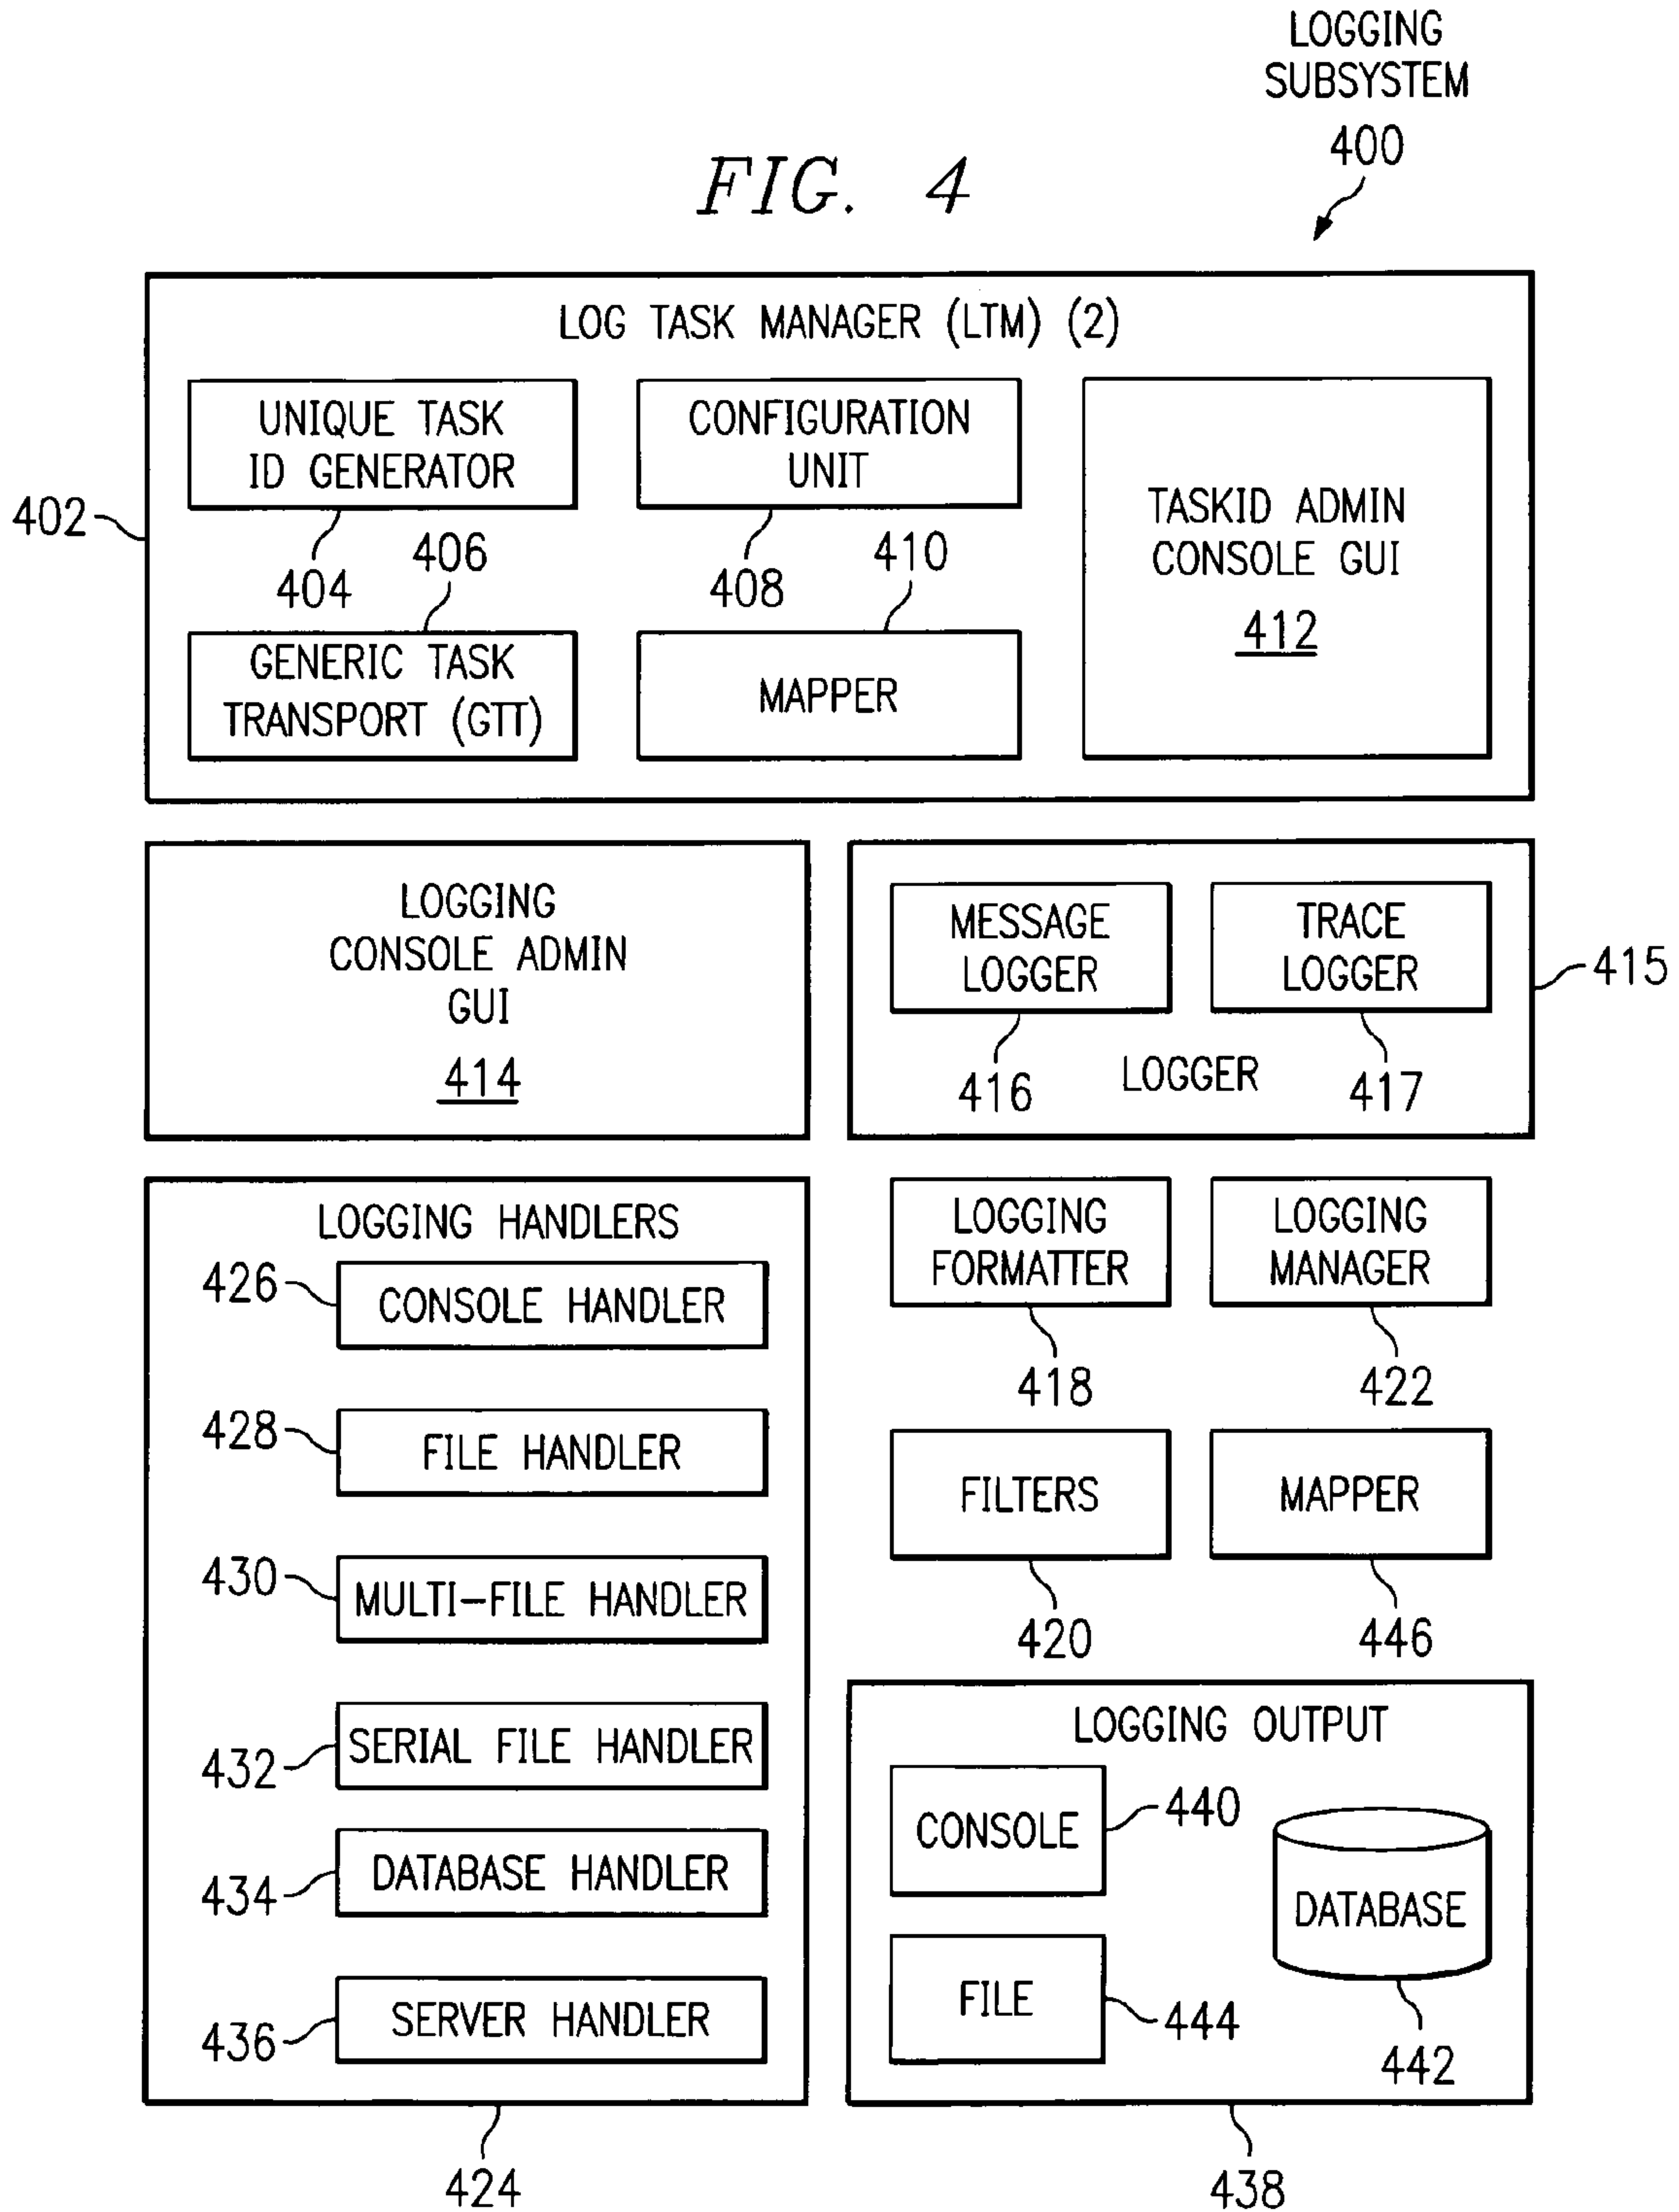 LOGGING
SUBSYSTEM
400
FIG. 4
LOG TASK MANAGER (LTM) (2)
UNIQUE TASK
ID GENERATOR
CONFIGURATION
UNIT
TASKID ADMIN
CONSOLE GUI
412
402
404
406
408
410
GENERIC TASK
TRANSPORT (GTT)
MAPPER
LOGGING
CONSOLE ADMIN
GUI
414
MESSAGE
LOGGER
TRACE
LOGGER
415
416
LOGGER
417
LOGGING HANDLERS
426
CONSOLE HANDLER
428
FILE HANDLER
430
MULTI-FILE HANDLER
432
SERIAL FILE HANDLER
434
DATABASE HANDLER
436
SERVER HANDLER
424
LOGGING
FORMATTER
418
LOGGING
MANAGER
422
FILTERS
420
MAPPER
446
LOGGING OUTPUT
CONSOLE
440
DATABASE
442
FILE
444
438